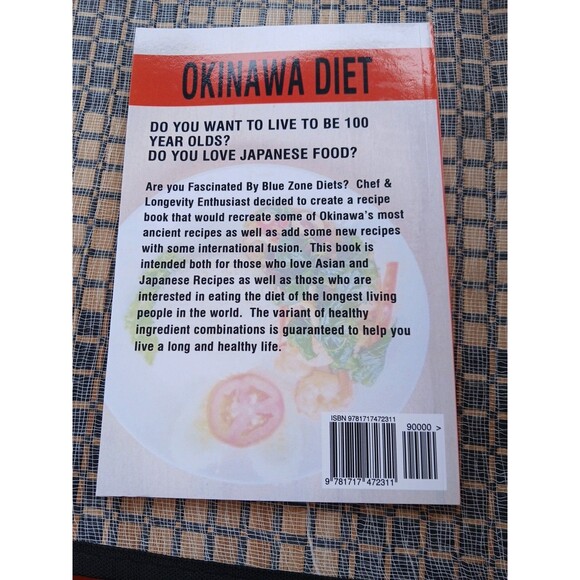 OKINAWA DIET
DO YOU WANT TO LIVE TO BE 100
YEAR OLDS?
DO YOU LOVE JAPANESE FOOD?
Are you Fascinated By Blue Zone Diets? Chef &
Longevity Enthusiast decided to create a recipe
book that would recreate some of Okinawa's most
ancient recipes as well as add some new recipes
with some international fusion. This book is
intended both for those who love Asian and
Japanese Recipes as well as those who are
interested in eating the diet of the longest living
people in the world. The variant of healthy
ingredient combinations is guaranteed to help you
live a long and healthy life.
ISBN 9781717472311
90000 >
9 781717 472311